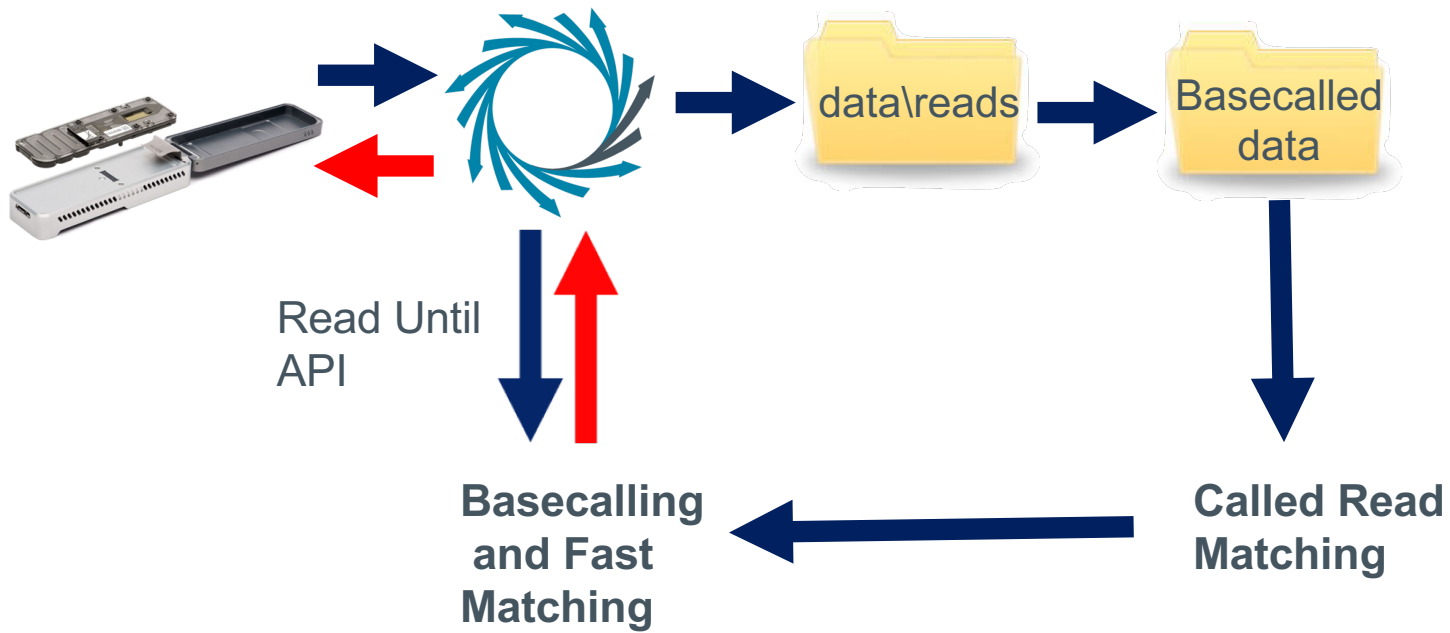 data\reads
Basecalled
data
Read Until
API
Basecalling
and Fast
Matching
Called Read
Matching